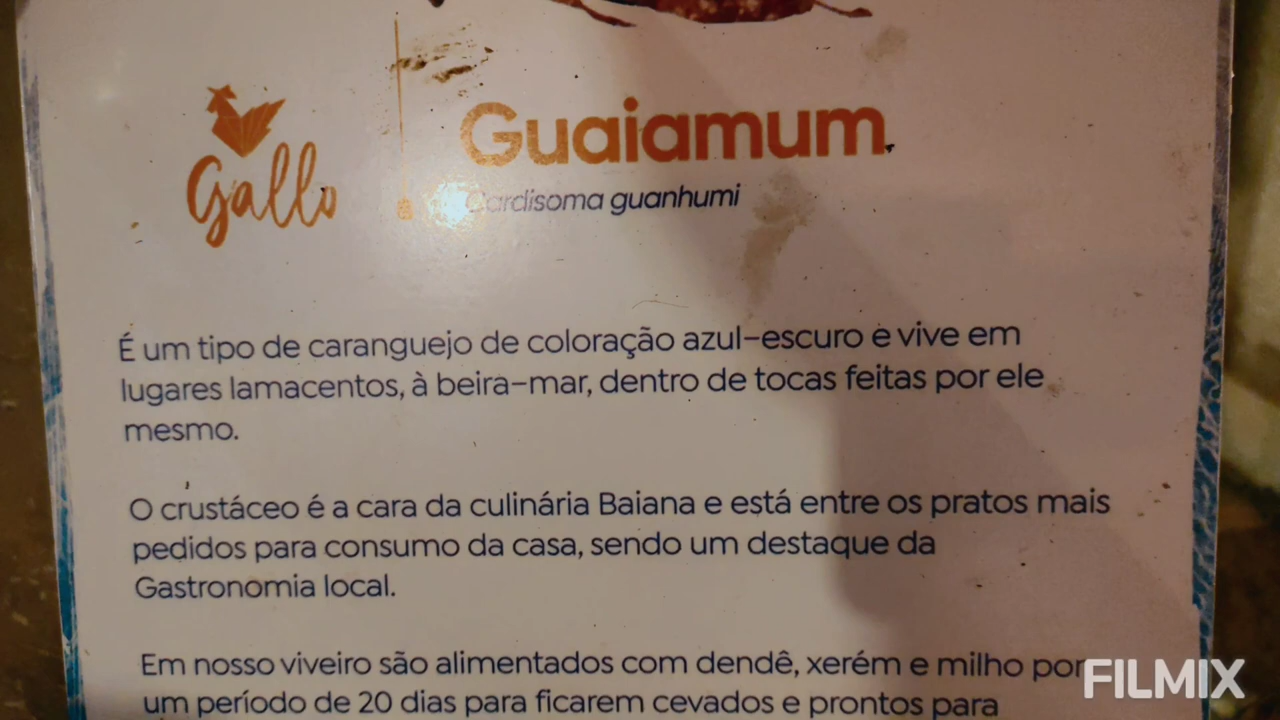 Gallo
Guaiamum
Cardisoma guanhumi
É um tipo de caranguejo de coloração azul-escuro e vive em
lugares lamacentos, à beira-mar, dentro de tocas feitas por ele
mesmo.
O crustáceo é a cara da culinária Baiana e está entre os pratos mais
pedidos para consumo da casa, sendo um destaque da
Gastronomia local.
Em nosso viveiro são alimentados com dendê, xerém e milho por
um período de 20 dias para ficarem cevados e prontos para
FILMIX